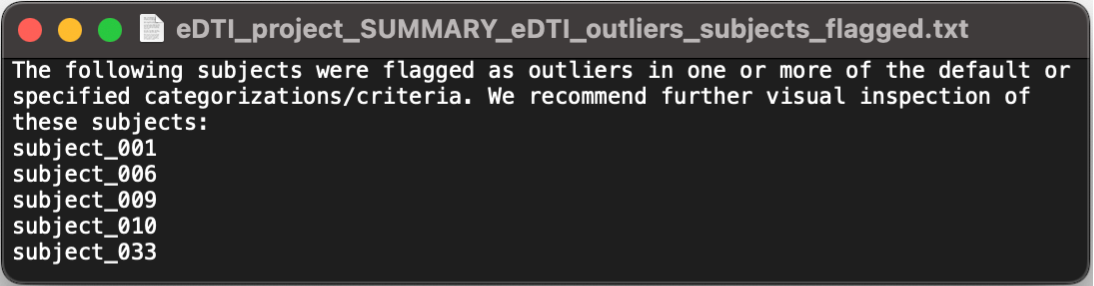 eDTI_project_SUMMARY_eDTI_outliers_subjects_flagged.txt
The following subjects were flagged as outliers in one or more of the default or
specified categorizations/criteria. We recommend further visual inspection of
these subjects:
subject_001
subject_006
subject_009
subject_010
subject_033